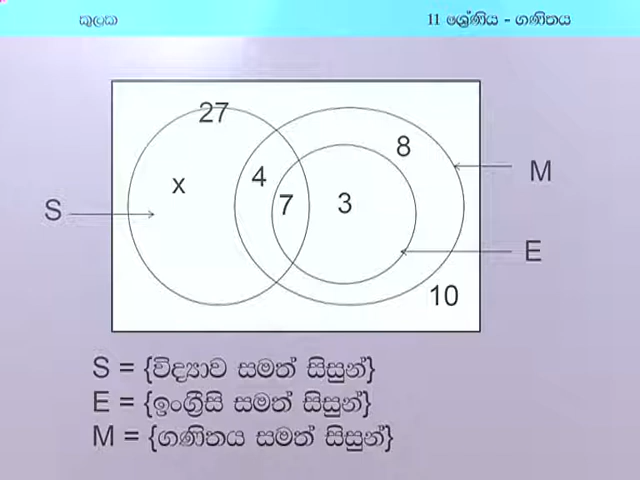 කුලක
11 ශ්‍රේණිය - ගණිතය
27
8
4
x
7
3
M
S
E
10
S = {විද්‍යාව සමත් සිසුන්}
E = {ඉංග්‍රීසි සමත් සිසුන්}
M = {ගණිතය සමත් සිසුන්}